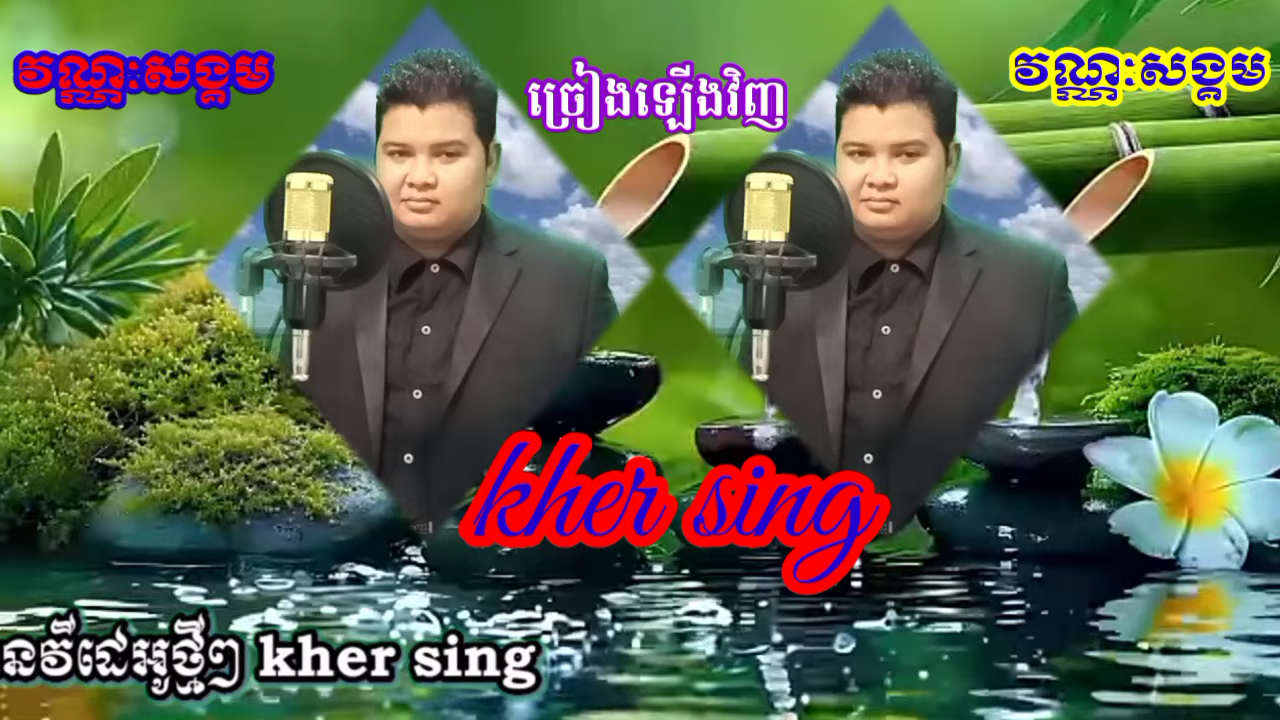 វណ្ណៈសង្គម
ច្រៀងឡើងវិញ
វណ្ណៈសង្គម
kher sing
នវីដេអូថ្មីៗ kher sing